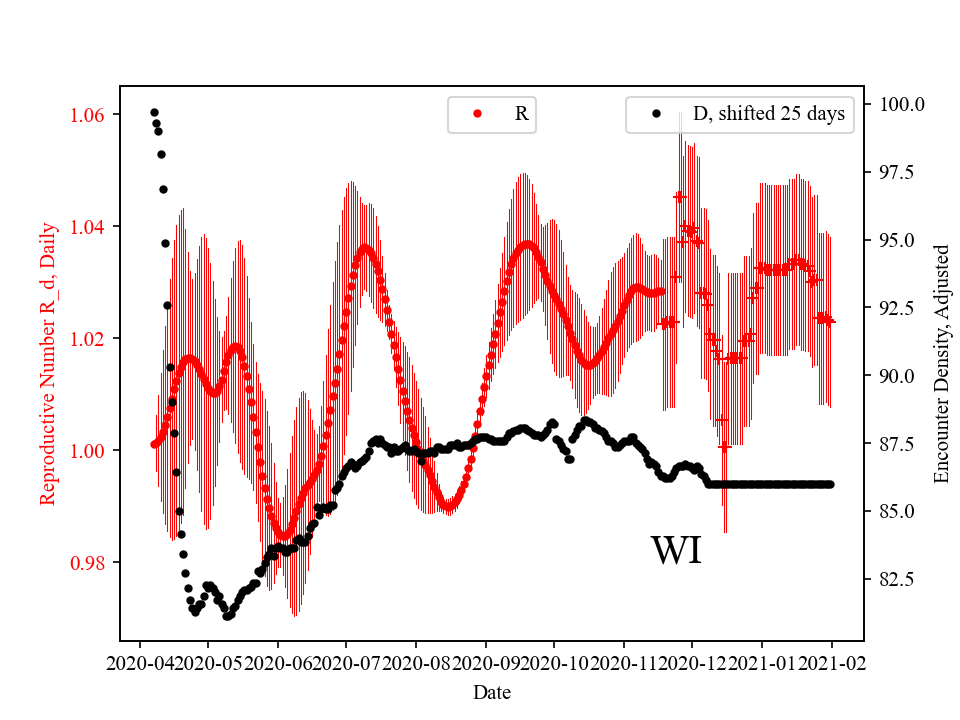 R
D, shifted 25 days
1.06
1.04
1.02
1.00
0.98
Reproductive Number R_d, Daily
100.0
97.5
95.0
92.5
90.0
87.5
85.0
82.5
Encounter Density, Adjusted
WI
2020-04 2020-05 2020-06 2020-07 2020-08 2020-09 2020-10 2020-11 2020-12 2021-01 2021-02
Date